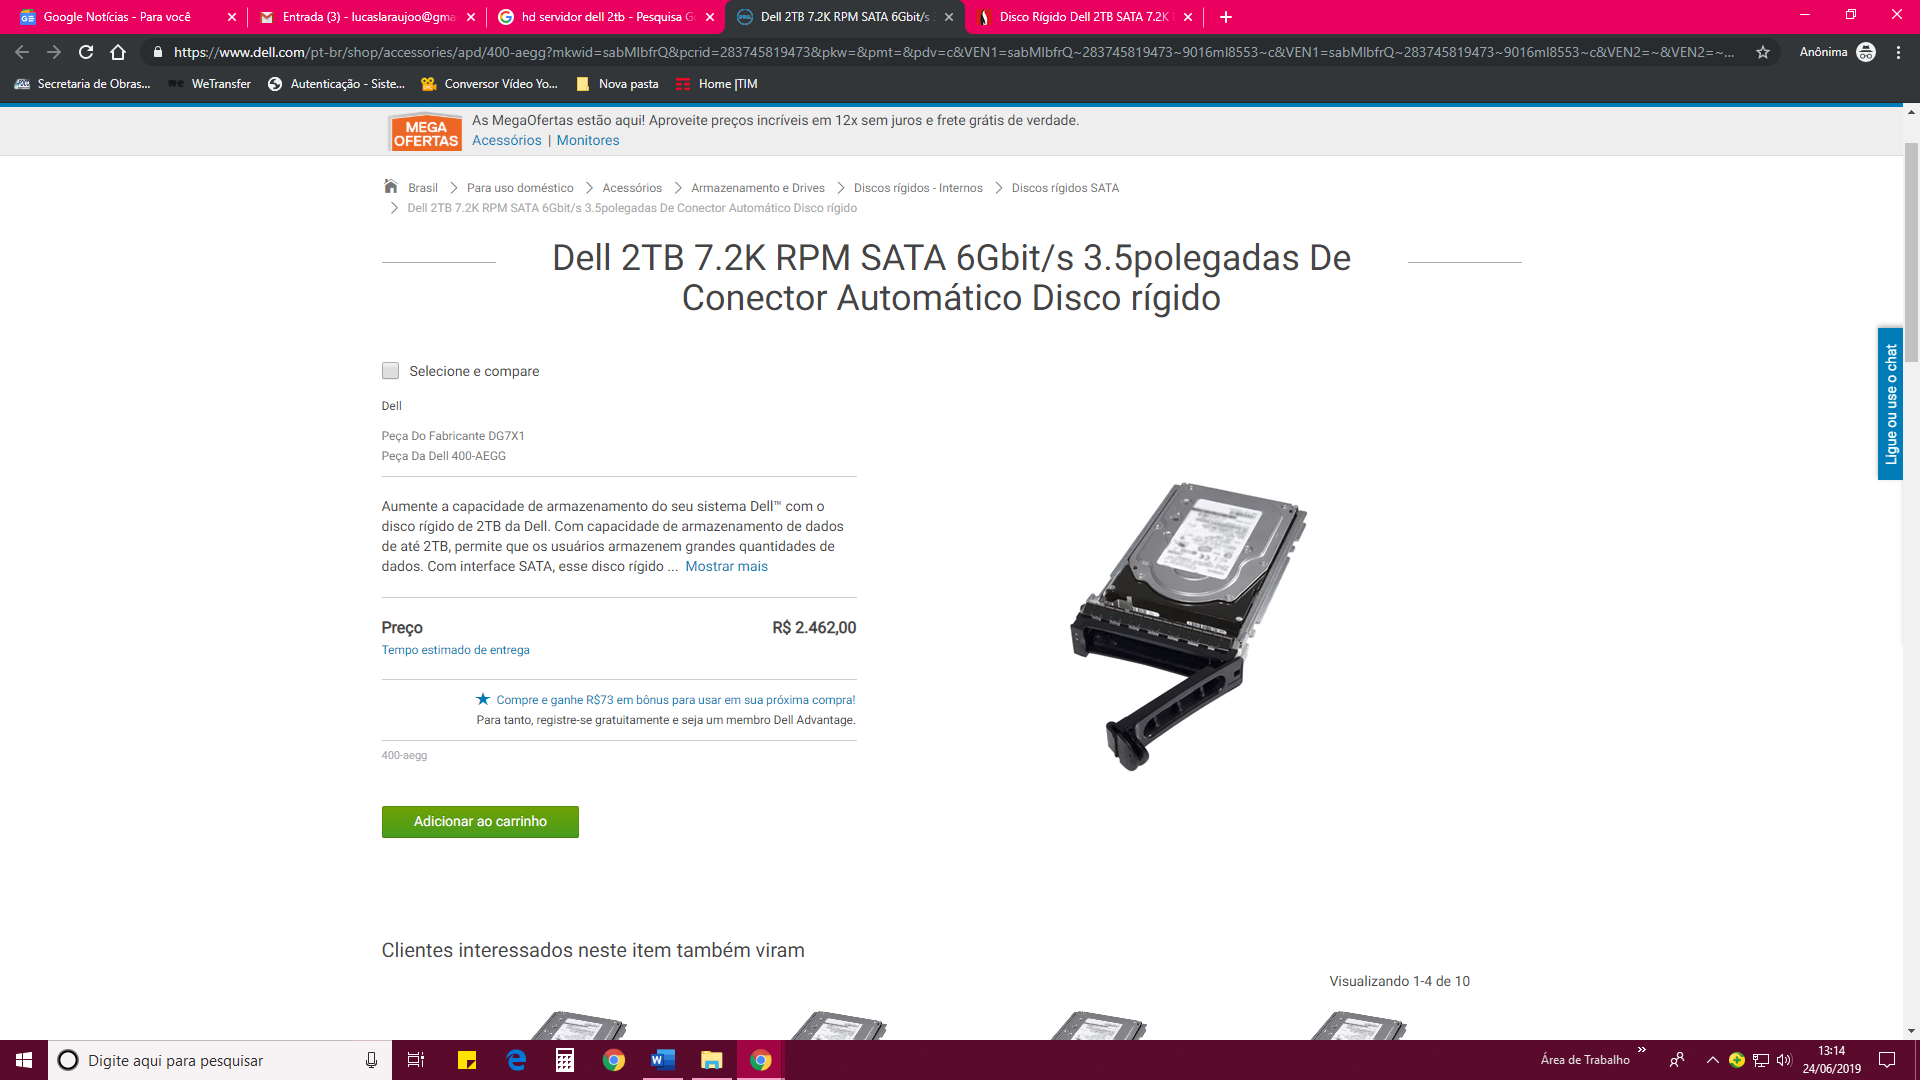 Google Notícias - Para você
Entrada (3) - lucaslaraujoo@gma
hd servidor dell 2tb - Pesquisa G
Dell 2TB 7.2K RPM SATA 6Gbit/s
Disco Rígido Dell 2TB SATA 7.2K
https://www.dell.com/pt-br/shop/accessories/apd/400-aegg?mkwid=sabMIbfrQ&pcrid=283745819473&pkw=&pmt=&pdv=c&VEN1=sabMIbfrQ~283745819473~9016ml8553~c&VEN1=sabMIbfrQ~283745819473~9016ml8553~c&VEN2=~&VEN2=~...
Anônima
Secretaria de Obras...
WeTransfer
Autenticação - Siste...
Conversor Vídeo Yo...
Nova pasta
Home |TIM
MEGA
OFERTAS
As MegaOfertas estão aqui! Aproveite preços incríveis em 12x sem juros e frete grátis de verdade.
Acessórios | Monitores
Brasil > Para uso doméstico > Acessórios > Armazenamento e Drives > Discos rígidos - Internos > Discos rígidos SATA
> Dell 2TB 7.2K RPM SATA 6Gbit/s 3.5polegadas De Conector Automático Disco rígido
Dell 2TB 7.2K RPM SATA 6Gbit/s 3.5polegadas De
Conector Automático Disco rígido
Ligue ou use o chat
Selecione e compare
Dell
Peça Do Fabricante DG7X1
Peça Da Dell 400-AEGG
Aumente a capacidade de armazenamento do seu sistema Dell™ com o
disco rígido de 2TB da Dell. Com capacidade de armazenamento de dados
de até 2TB, permite que os usuários armazenem grandes quantidades de
dados. Com interface SATA, esse disco rígido ... Mostrar mais
Preço R$ 2.462,00
Tempo estimado de entrega
Compre e ganhe R$73 em bônus para usar em sua próxima compra!
Para tanto, registre-se gratuitamente e seja um membro Dell Advantage.
400-aegg
Adicionar ao carrinho
Clientes interessados neste item também viram
Visualizando 1-4 de 10
Digite aqui para pesquisar
Área de Trabalho
13:14
24/06/2019